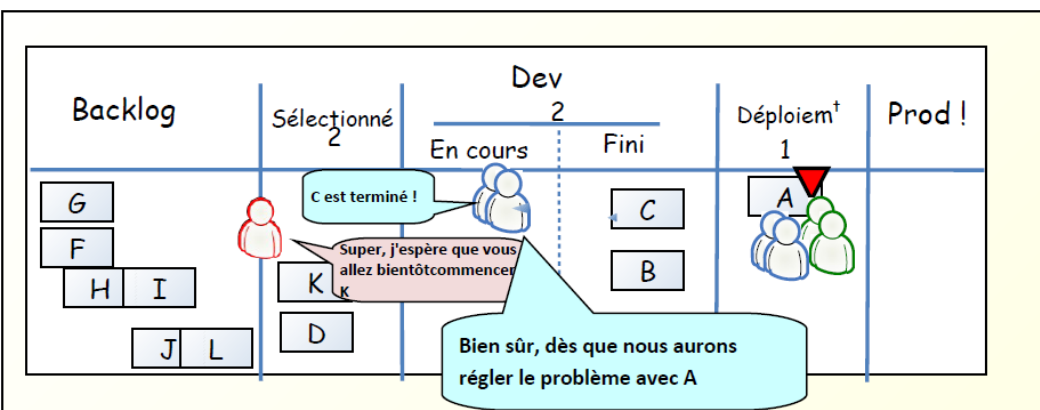 Dev
Backlog
Sélectionné
2
2
Déploiemt
1
Prod !
En cours
Fini
G
C est terminé !
C
A
F
Super, j'espère que vous
allez bientôtcommencer
K
H I
K
B
D
J L
Bien sûr, dès que nous aurons
régler le problème avec A